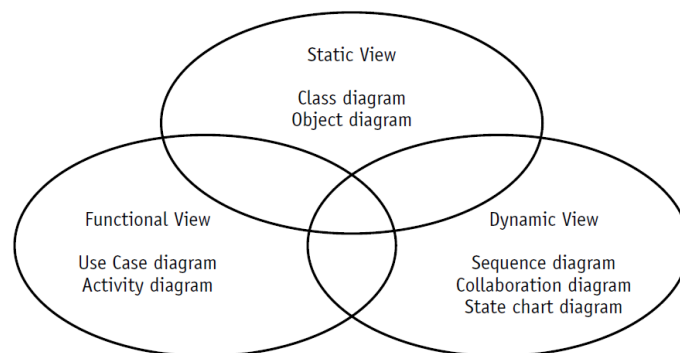 Static View
Class diagram
Object diagram
Functional View
Use Case diagram
Activity diagram
Dynamic View
Sequence diagram
Collaboration diagram
State chart diagram